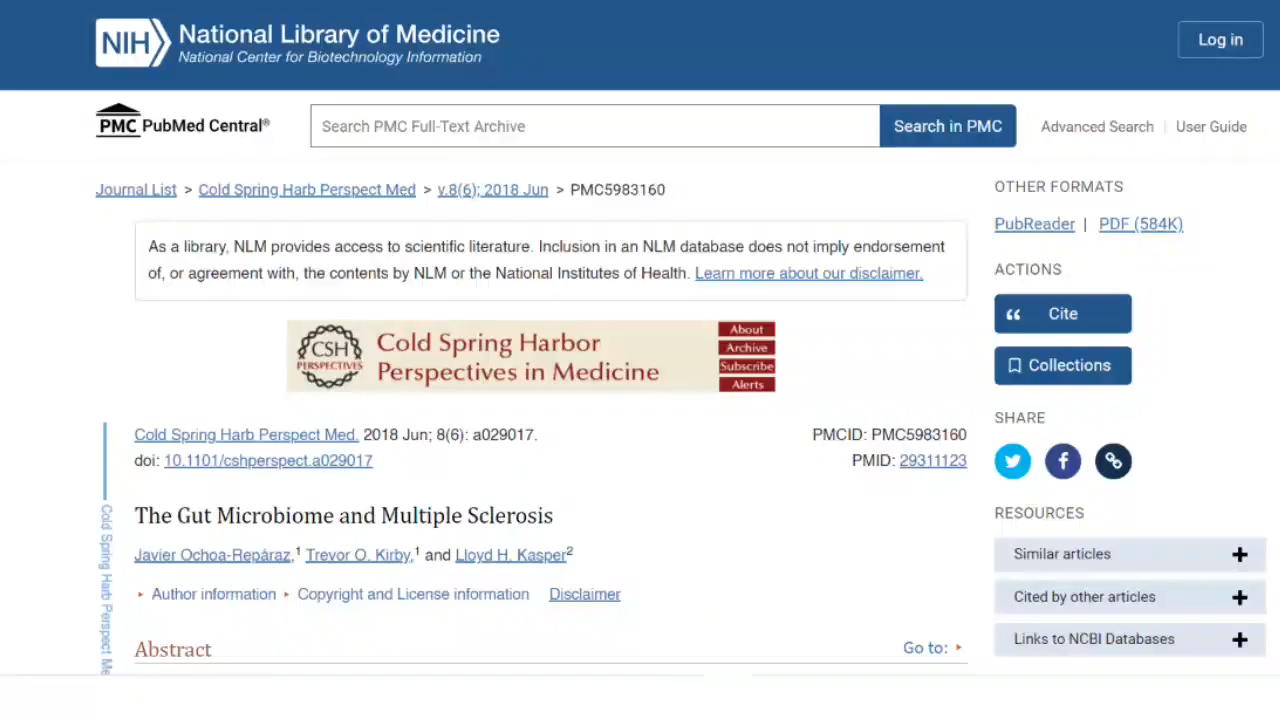 NIH National Library of Medicine
National Center for Biotechnology Information
Log in
PMC PubMed Central®
Search PMC Full-Text Archive
Search in PMC
Advanced Search | User Guide
Journal List > Cold Spring Harb Perspect Med > v.8(6); 2018 Jun > PMC5983160
As a library, NLM provides access to scientific literature. Inclusion in an NLM database does not imply endorsement
of, or agreement with, the contents by NLM or the National Institutes of Health. Learn more about our disclaimer.
CSH
PERSPECTIVES
Cold Spring Harbor
Perspectives in Medicine
About
Archive
Subscribe
Alerts
Cold Spring Harb Perspect Med. 2018 Jun; 8(6): a029017.
doi: 10.1101/cshperspect.a029017
PMCID: PMC5983160
PMID: 29311123
The Gut Microbiome and Multiple Sclerosis
Javier Ochoa-Repáraz,1 Trevor O. Kirby,1 and Lloyd H. Kasper2
Author information Copyright and License information Disclaimer
Abstract
Go to:
Cold Spring Harb Perspect Me
OTHER FORMATS
PubReader | PDF (584K)
ACTIONS
Cite
Collections
SHARE
RESOURCES
Similar articles
Cited by other articles
Links to NCBI Databases